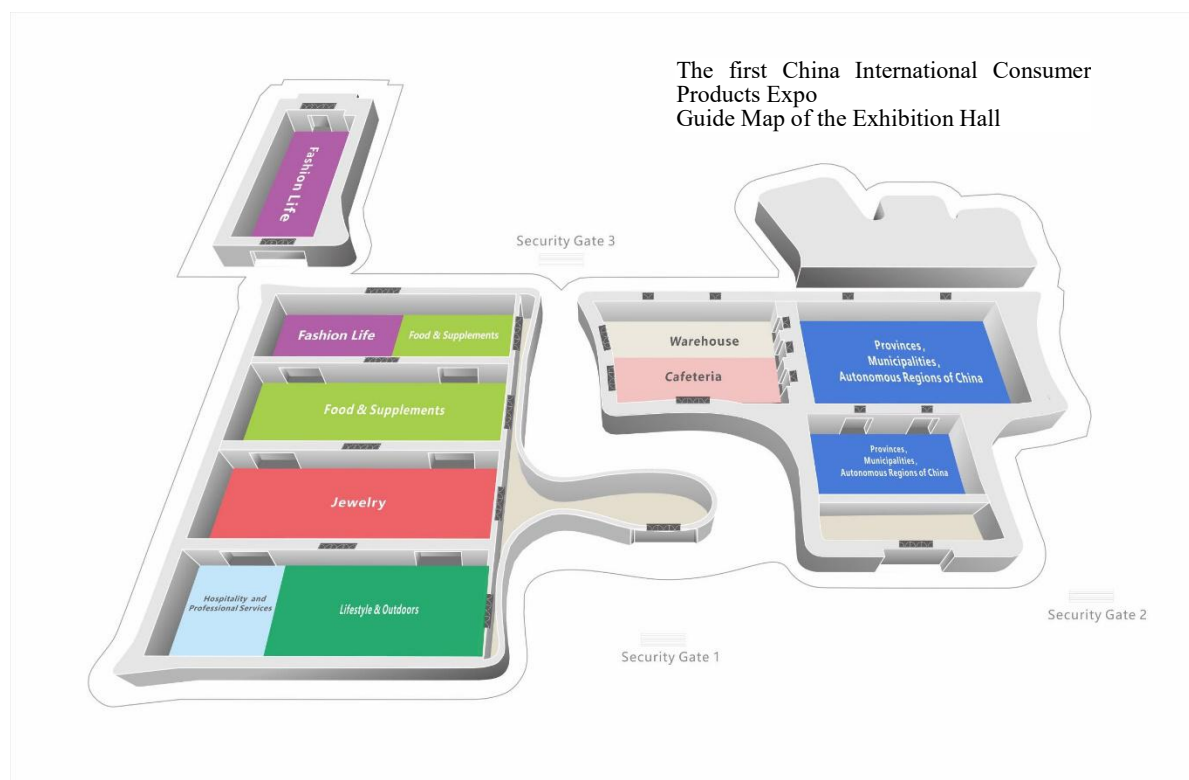 The first China International Consumer
Products Expo
Guide Map of the Exhibition Hall
Fashion Life
Security Gate 3
Fashion Life
Food & Supplements
Warehouse
Cafeteria
Provinces,
Municipalities,
Autonomous Regions of China
Food & Supplements
Provinces,
Municipalities,
Autonomous Regions of China
Jewelry
Hospitality and
Professional Services
Lifestyle & Outdoors
Security Gate 2
Security Gate 1